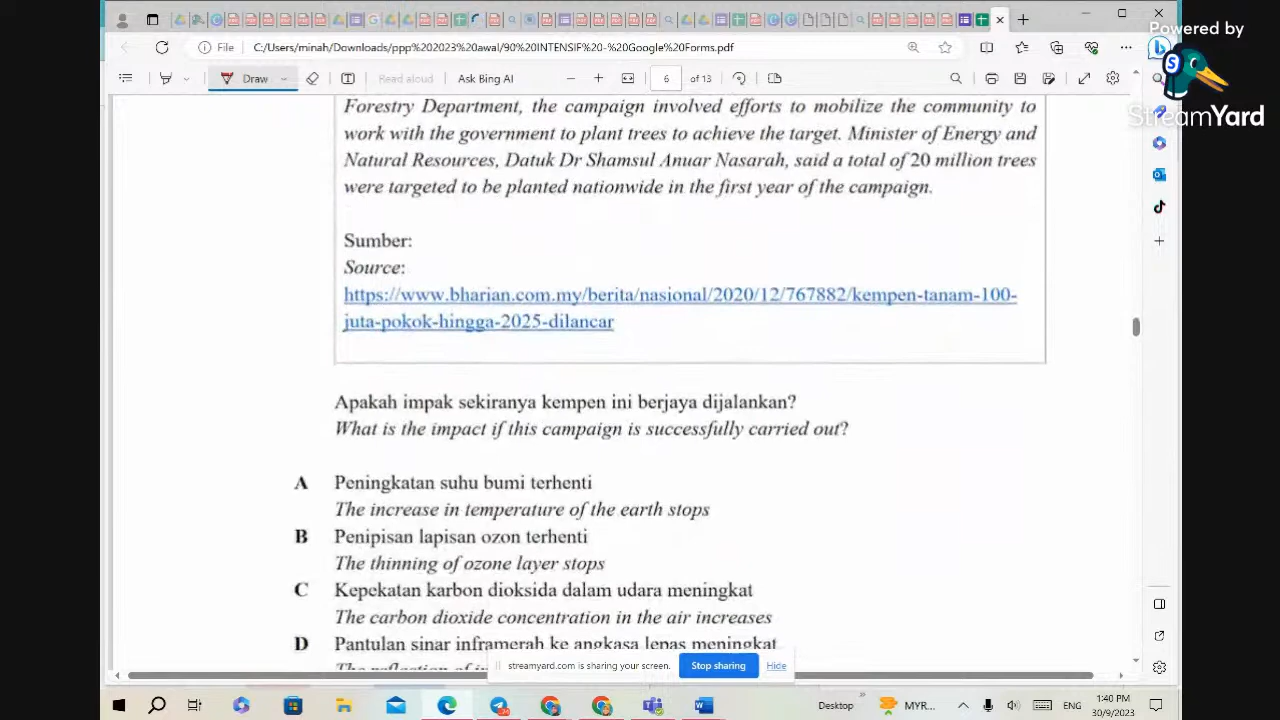 Powered by
StreamYard
File
C:/Users/minah/Downloads/ppp%202023%20awal/90%20INTENSIF%20-%20Google%20Forms.pdf
Draw
Read aloud
Ask Bing AI
6
of 13
Forestry Department, the campaign involved efforts to mobilize the community to
work with the government to plant trees to achieve the target. Minister of Energy and
Natural Resources, Datuk Dr Shamsul Anuar Nasarah, said a total of 20 million trees
were targeted to be planted nationwide in the first year of the campaign.
Sumber:
Source:
https://www.bharian.com.my/berita/nasional/2020/12/767882/kempen-tanam-100-
juta-pokok-hingga-2025-dilancar
Apakah impak sekiranya kempen ini berjaya dijalankan?
What is the impact if this campaign is successfully carried out?
A Peningkatan suhu bumi terhenti
The increase in temperature of the earth stops
B Penipisan lapisan ozon terhenti
The thinning of ozone layer stops
C Kepekatan karbon dioksida dalam udara meningkat
The carbon dioxide concentration in the air increases
D Pantulan sinar inframerah ke angkasa lepas meningkat
The reflection of
streamyard.com is sharing your screen.
Stop sharing
Hide
Desktop
MYR...
ENG
1:40 PM
30/9/2023